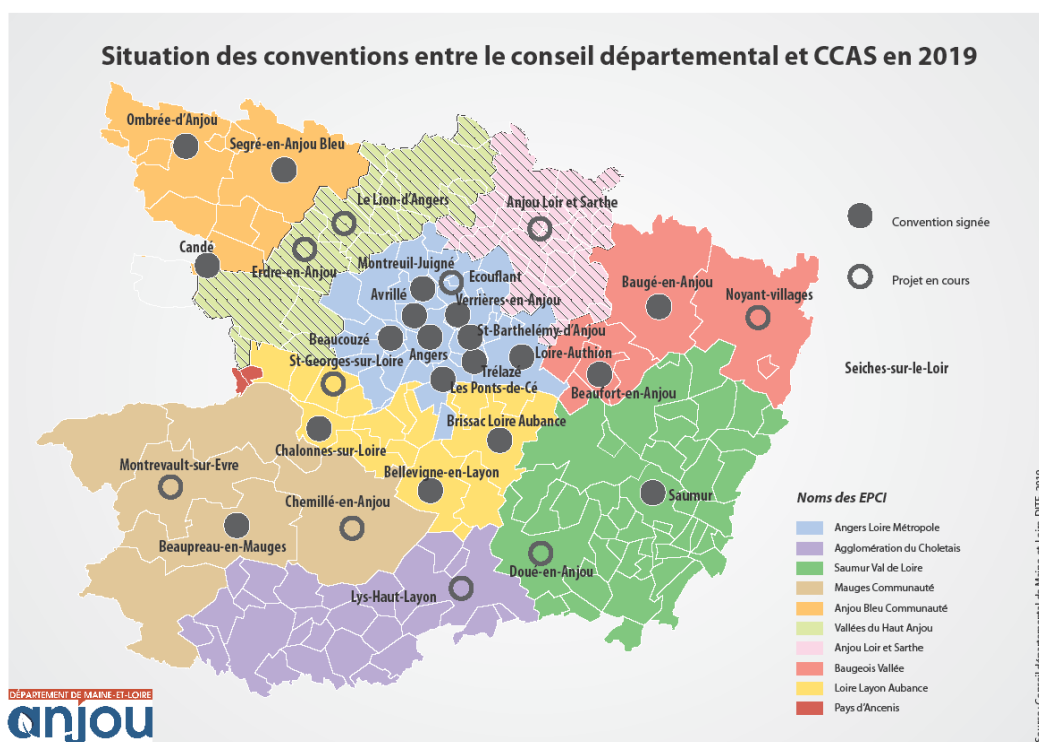 Situation des conventions entre le conseil départemental et CCAS en 2019
Ombrée-d'Anjou
Segré-en-Anjou Bleu
Le Lion-d'Angers
Anjou Loir et Sarthe
Convention signée
Candé
Erdre-en-Anjou
Montreuil-Juigné
Ecouflant
Projet en cours
Baugé-en-Anjou
Noyant-villages
Avrillé
Verrières-en-Anjou
St-Barthelémy-d'Anjou
Beaucouzé
Angers
Loire-Authion
St-Georges-sur-Loire
Trélazé
Seiches-sur-le-Loir
Les Ponts-de-Cé
Beaufort-en-Anjou
Brissac Loire Aubance
Chalonnes-sur-Loire
Montrevault-sur-Evre
Bellevigne-en-Layon
Chemillé-en-Anjou
Saumur
Beaupreau-en-Mauges
Doué-en-Anjou
Lys-Haut-Layon
Noms des EPCI
Angers Loire Métropole
Agglomération du Choletais
Saumur Val de Loire
Mauges Communauté
Anjou Bleu Communauté
Vallées du Haut Anjou
Anjou Loir et Sarthe
Baugeois Vallée
Loire Layon Aubance
Pays d'Ancenis
DÉPARTEMENT DE MAINE-ET-LOIRE
anjou